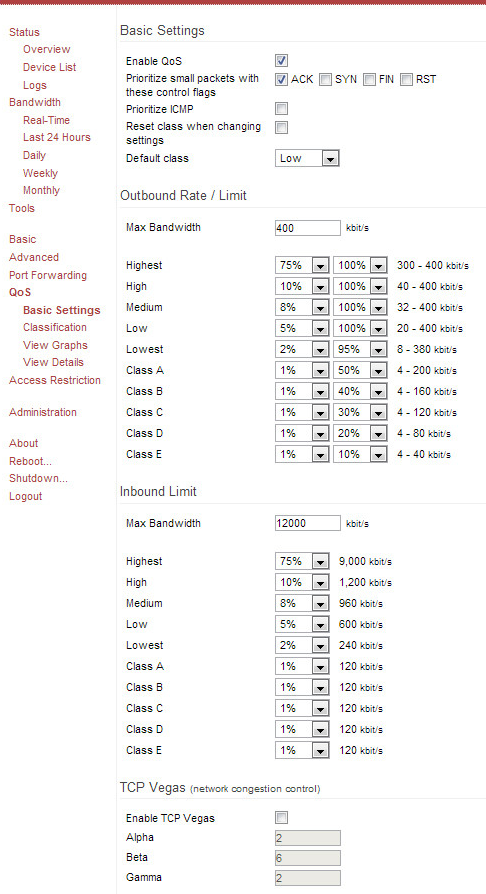 Status
Overview
Device List
Logs
Bandwidth
Real-Time
Last 24 Hours
Daily
Weekly
Monthly
Tools
Basic
Advanced
Port Forwarding
QoS
Basic Settings
Classification
View Graphs
View Details
Access Restriction
Administration
About
Reboot...
Shutdown...
Logout
Basic Settings
Enable QoS
Prioritize small packets with
these control flags
ACK SYN FIN RST
Prioritize ICMP
Reset class when changing
settings
Default class Low
Outbound Rate / Limit
Max Bandwidth 400 kbit/s
Highest 75% 100% 300 - 400 kbit/s
High 10% 100% 40 - 400 kbit/s
Medium 8% 100% 32 - 400 kbit/s
Low 5% 100% 20 - 400 kbit/s
Lowest 2% 95% 8 - 380 kbit/s
Class A 1% 50% 4 - 200 kbit/s
Class B 1% 40% 4 - 160 kbit/s
Class C 1% 30% 4 - 120 kbit/s
Class D 1% 20% 4 - 80 kbit/s
Class E 1% 10% 4 - 40 kbit/s
Inbound Limit
Max Bandwidth 12000 kbit/s
Highest 75% 9,000 kbit/s
High 10% 1,200 kbit/s
Medium 8% 960 kbit/s
Low 5% 600 kbit/s
Lowest 2% 240 kbit/s
Class A 1% 120 kbit/s
Class B 1% 120 kbit/s
Class C 1% 120 kbit/s
Class D 1% 120 kbit/s
Class E 1% 120 kbit/s
TCP Vegas (network congestion control)
Enable TCP Vegas
Alpha 2
Beta 6
Gamma 2